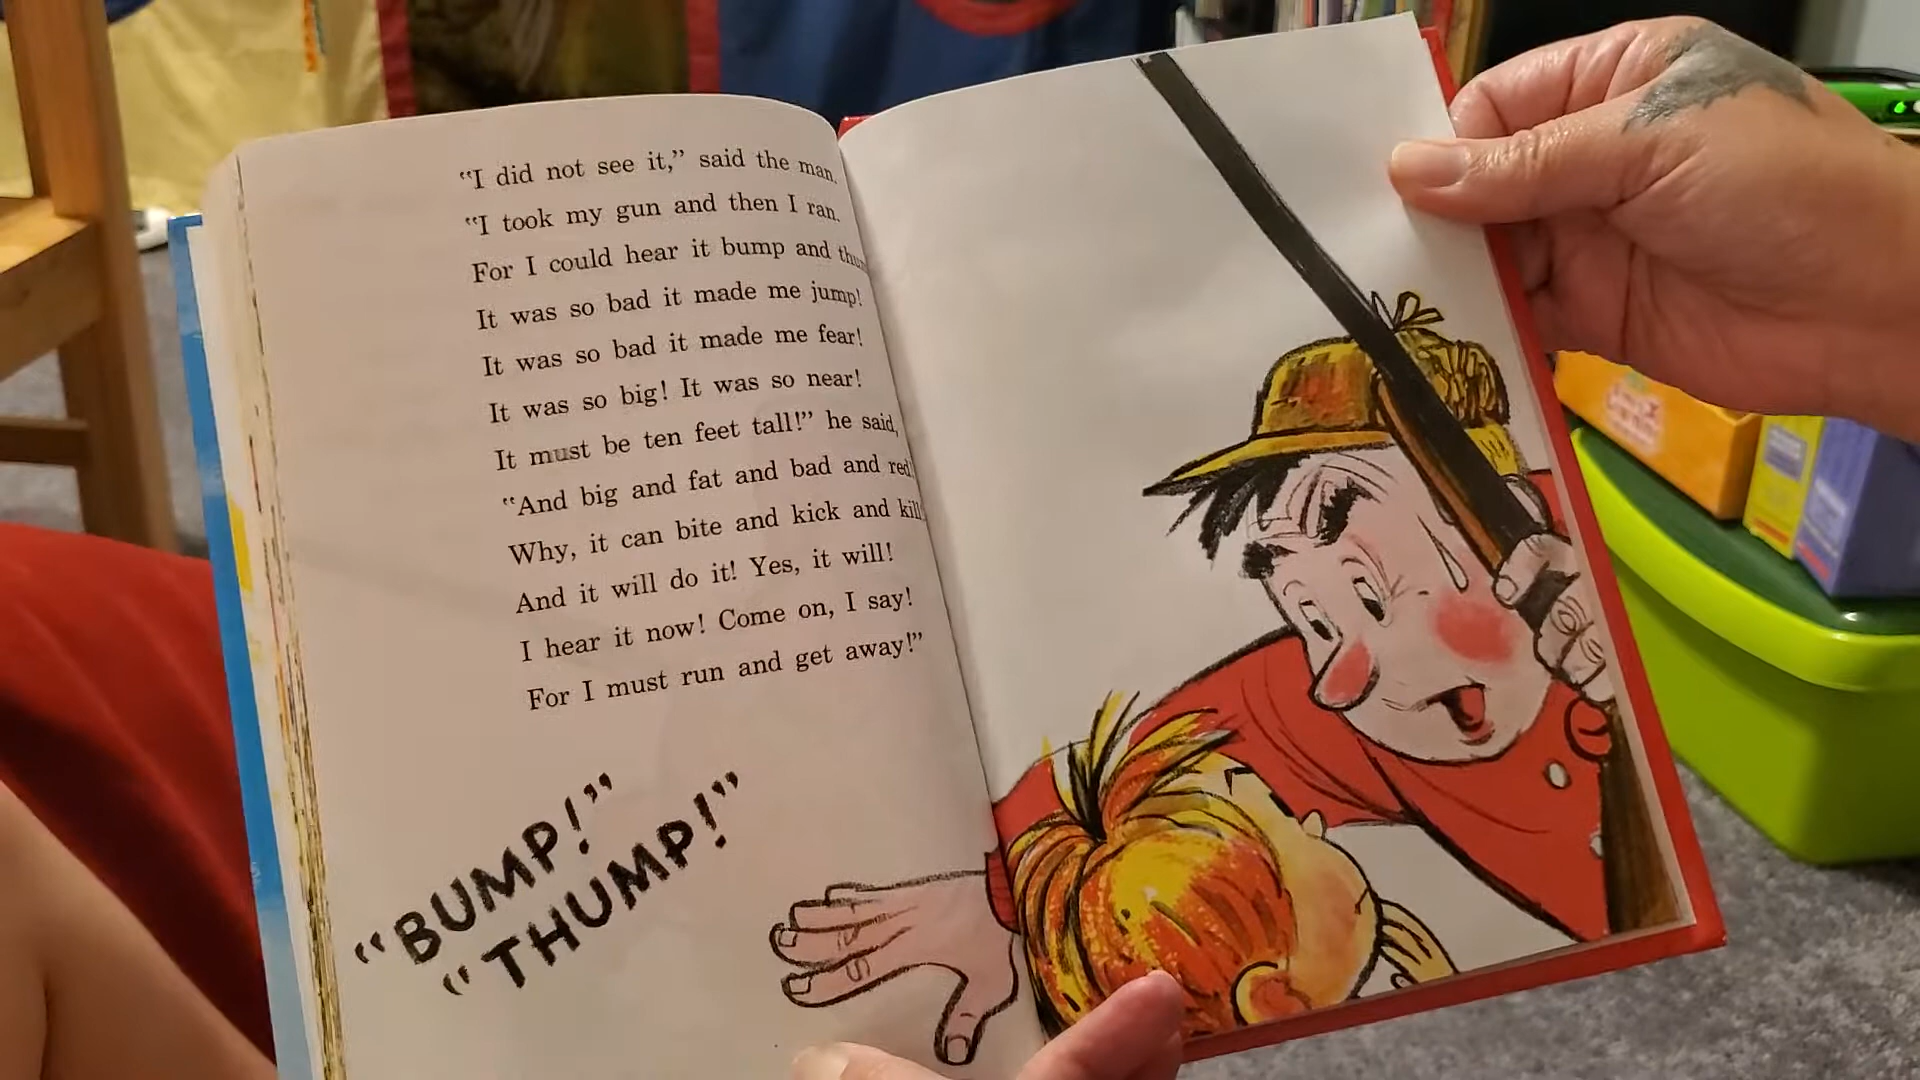 “I did not see it,” said the man.
“I took my gun and then I ran.
For I could hear it bump and
It was so bad it made me jump!
It was so bad it made me fear!
It was so big! It was so near!
It must be ten feet tall!” he said,
“And big and fat and bad and red.
Why, it can bite and kick and kill
And it will do it! Yes, it will!
I hear it now! Come on, I say!
For I must run and get away!”
“BUMP!”
“THUMP!”